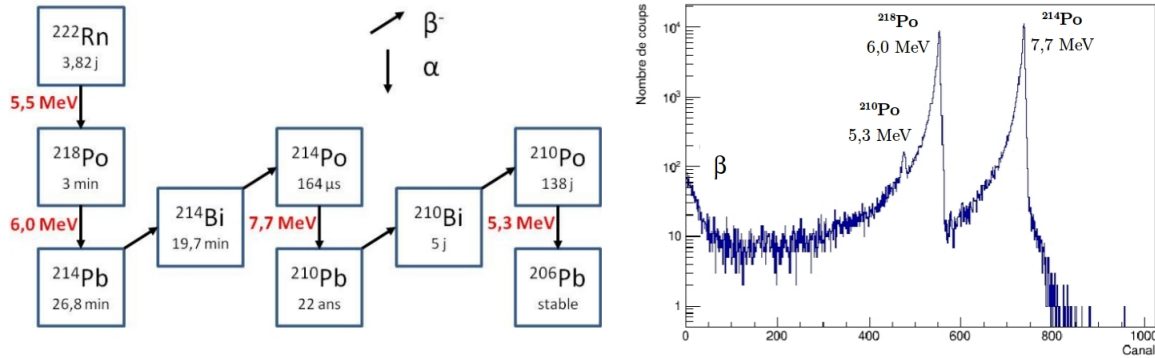 ²²²Rn
3,82 j
β⁻
α
5,5 MeV
²¹⁸Po
3 min
²¹⁴Po
164 µs
²¹⁰Po
138 j
6,0 MeV
²¹⁴Bi
19,7 min
7,7 MeV
²¹⁰Bi
5 j
5,3 MeV
²¹⁴Pb
26,8 min
²¹⁰Pb
22 ans
²⁰⁶Pb
stable
Nombre de coups
10⁴
10³
10²
10
1
²¹⁸Po
6,0 MeV
²¹⁴Po
7,7 MeV
²¹⁰Po
5,3 MeV
β
0 200 400 600 800 1000
Canal